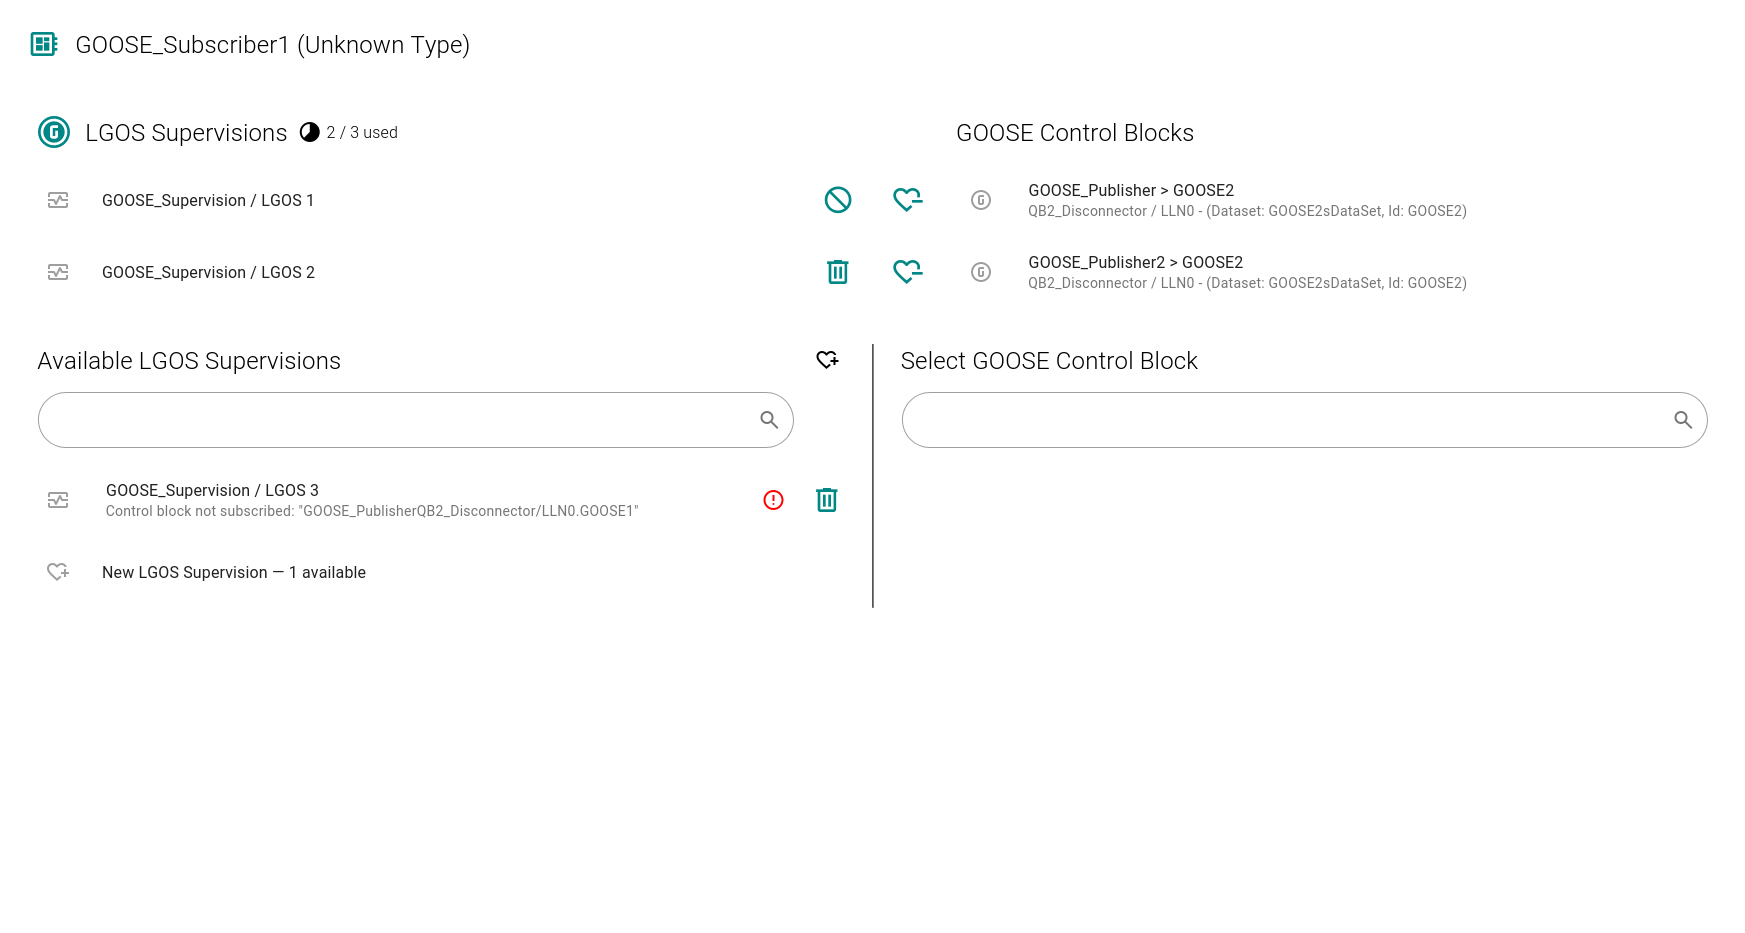 GOOSE_Subscriber1 (Unknown Type)
LGOS Supervisions 2 / 3 used
GOOSE Control Blocks
GOOSE_Supervision / LGOS 1
GOOSE_Publisher > GOOSE2
QB2_Disconnector / LLN0 - (Dataset: GOOSE2sDataSet, Id: GOOSE2)
GOOSE_Supervision / LGOS 2
GOOSE_Publisher2 > GOOSE2
QB2_Disconnector / LLN0 - (Dataset: GOOSE2sDataSet, Id: GOOSE2)
Available LGOS Supervisions
Select GOOSE Control Block
GOOSE_Supervision / LGOS 3
Control block not subscribed: "GOOSE_PublisherQB2_Disconnector/LLN0.GOOSE1"
New LGOS Supervision — 1 available